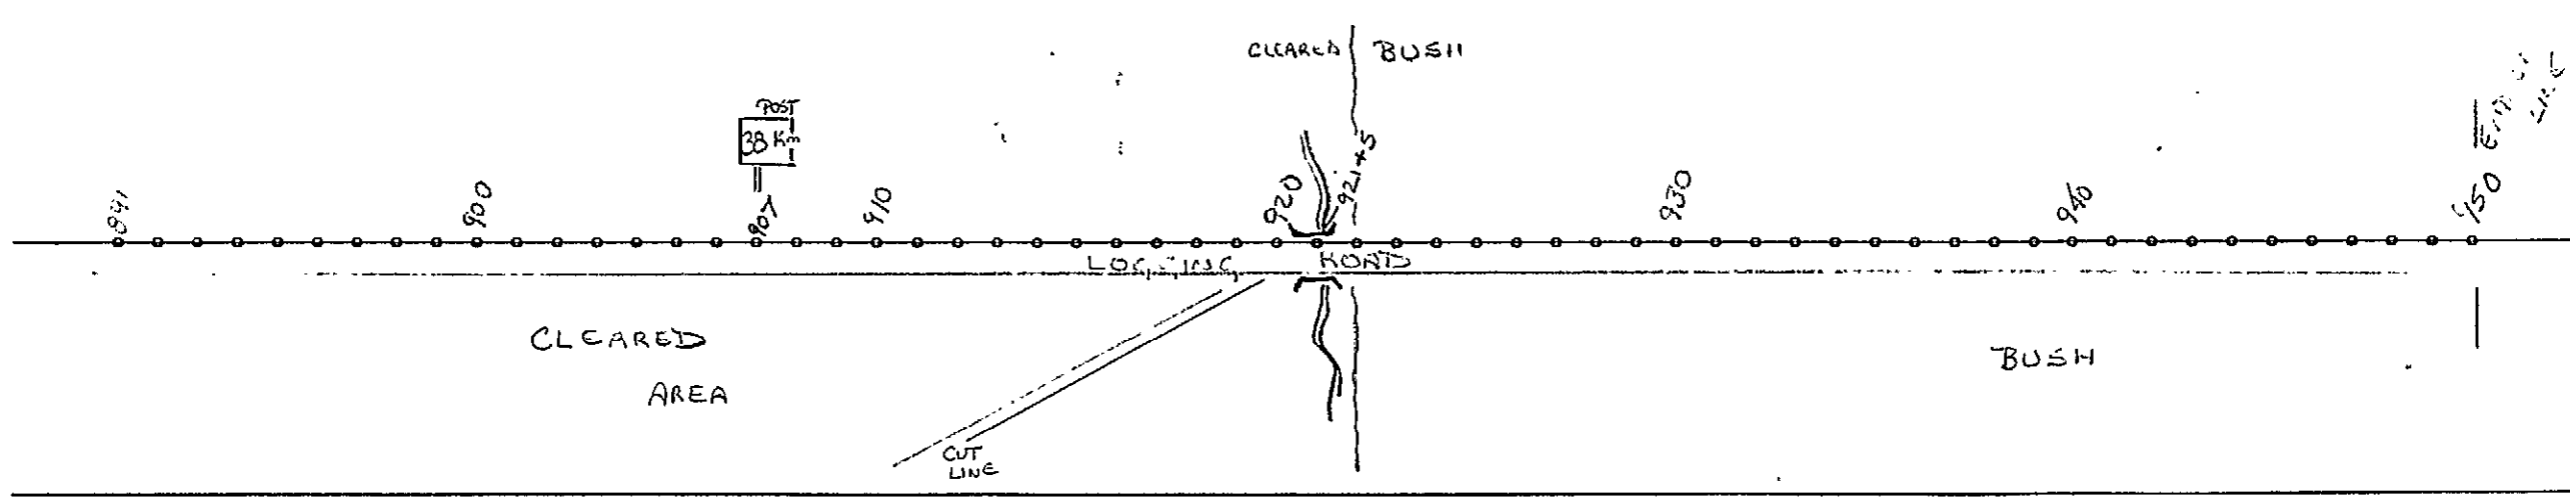 CLEARED BUSH
POST
38 Km
891
900
907
910
920
921+5
930
940
950
LOGGING ROAD
CLEARED
AREA
BUSH
CUT
LINE